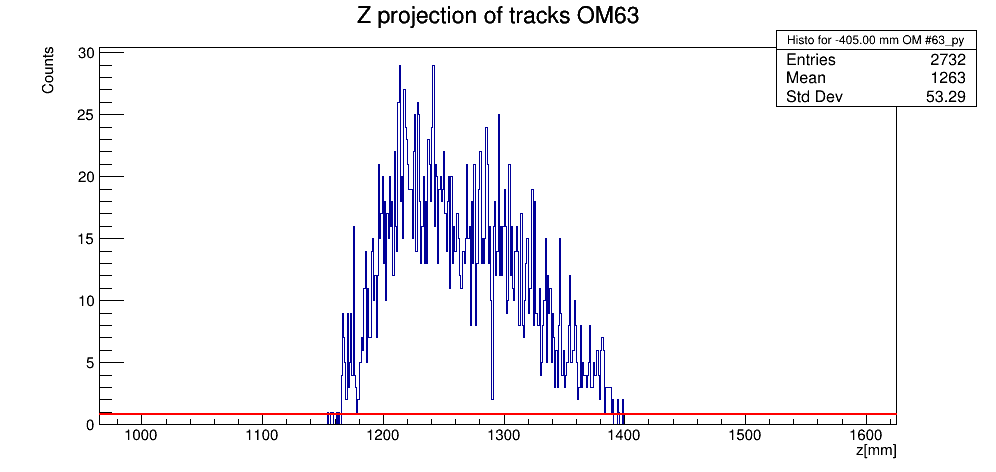 Z projection of tracks OM63
Histo for -405.00 mm OM #63_py
Entries 2732
Mean 1263
Std Dev 53.29
Counts
30
25
20
15
10
5
0
1000 1100 1200 1300 1400 1500 1600
z[mm]